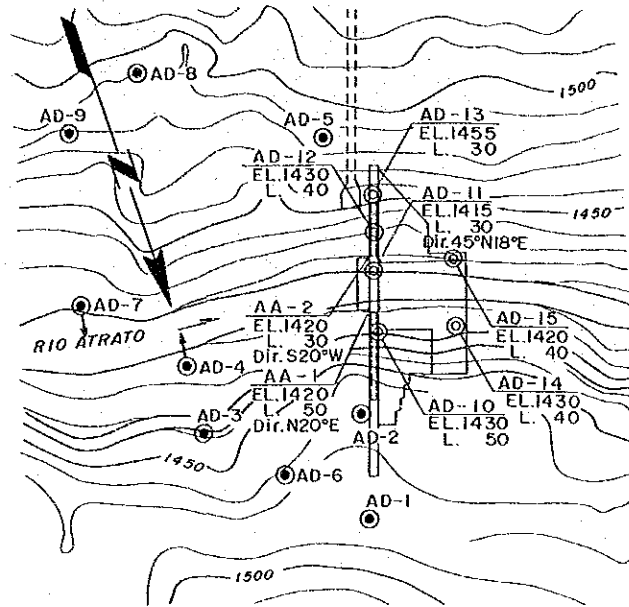 AD-8
1500
AD-9
AD-5
AD-13
EL.1455
L. 30
AD-12
EL.1430
L. 40
AD-11
EL.1415
L. 30
Dir.45°N18°E
1450
AD-7
RIO ATRATO
AA-2
EL.1420
L. 30
Dir.S20°W
AD-15
EL.1420
L. 40
AD-4
AA-1
EL.1420
L. 50
Dir.N20°E
AD-14
EL.1430
L. 40
AD-10
EL.1430
L. 50
AD-3
AD-2
1450
AD-6
AD-1
1500